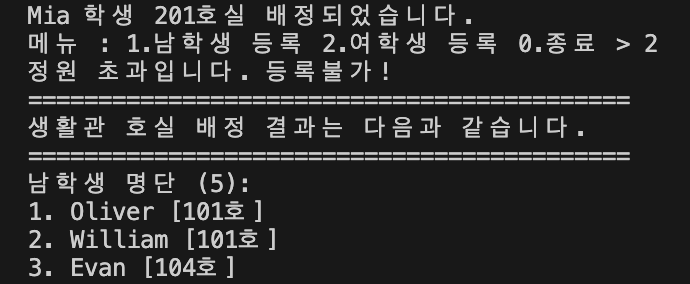 Mia 학생 201호실 배정되었습니다.
메뉴 : 1.남학생 등록 2.여학생 등록 0.종료 > 2
정원 초과입니다. 등록불가!
===========================================
생활관 호실 배정 결과는 다음과 같습니다.
===========================================
남학생 명단 (5):
1. Oliver [101호]
2. William [101호]
3. Evan [104호]